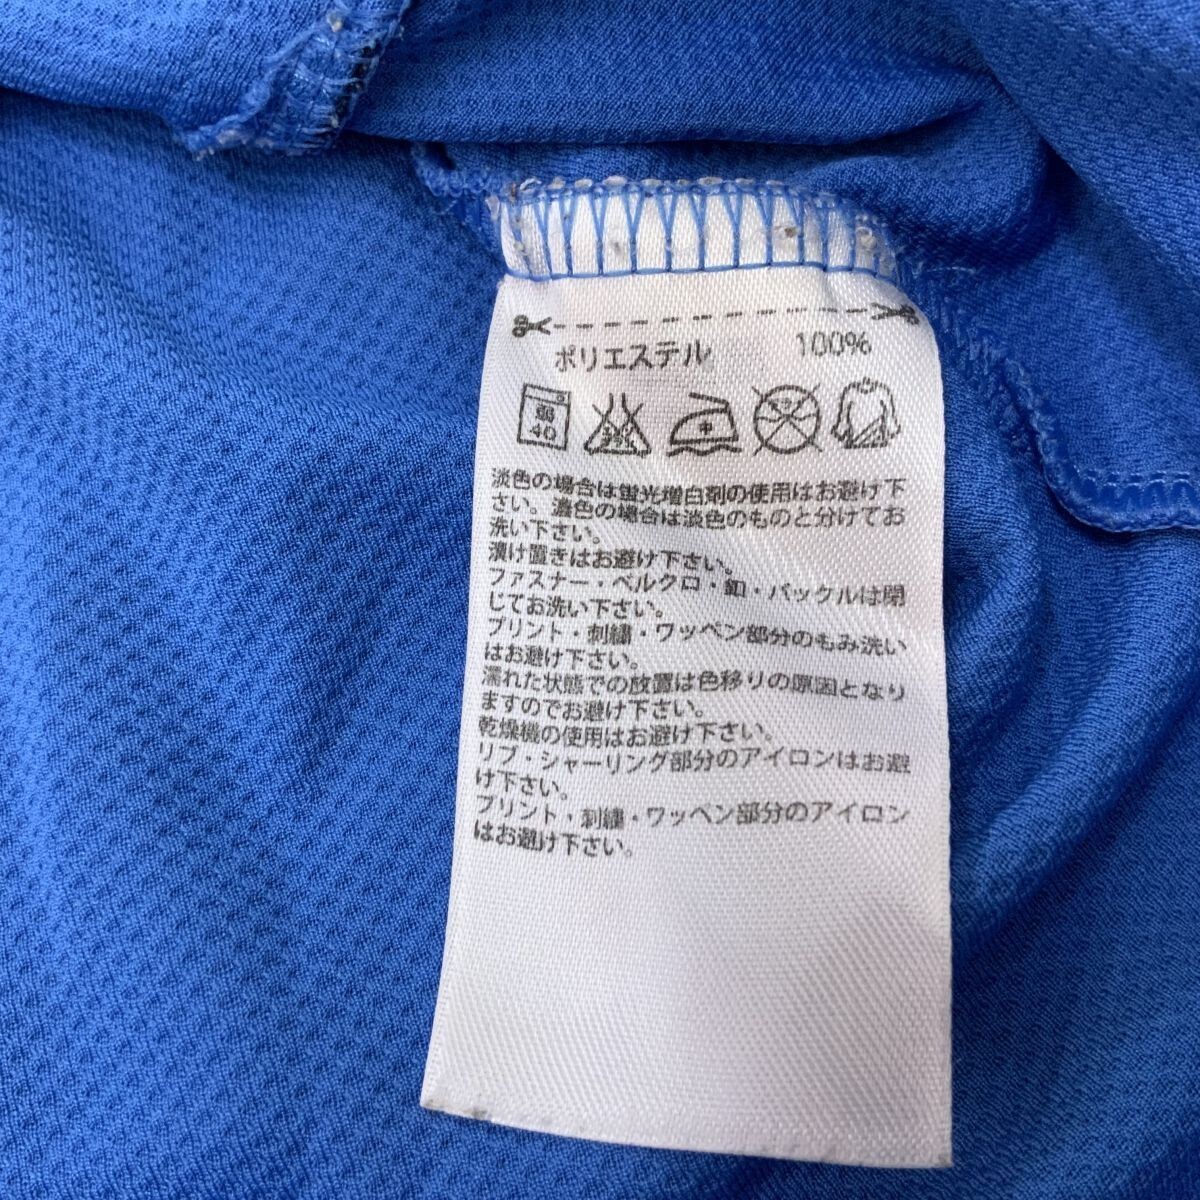 ポリエステル 100%
弱
40
淡色の場合は蛍光増白剤の使用はお避け下
さい。濃色の場合は淡色のものと分けてお
洗い下さい。
漬け置きはお避け下さい。
ファスナー・ベルクロ・釦・バックルは閉
じてお洗い下さい。
プリント・刺繍・ワッペン部分のもみ洗い
はお避け下さい。
濡れた状態での放置は色移りの原因となり
ますのでお避け下さい。
乾燥機の使用はお避け下さい。
リブ・シャーリング部分のアイロンはお避
け下さい。
プリント・刺繍・ワッペン部分のアイロン
はお避け下さい。